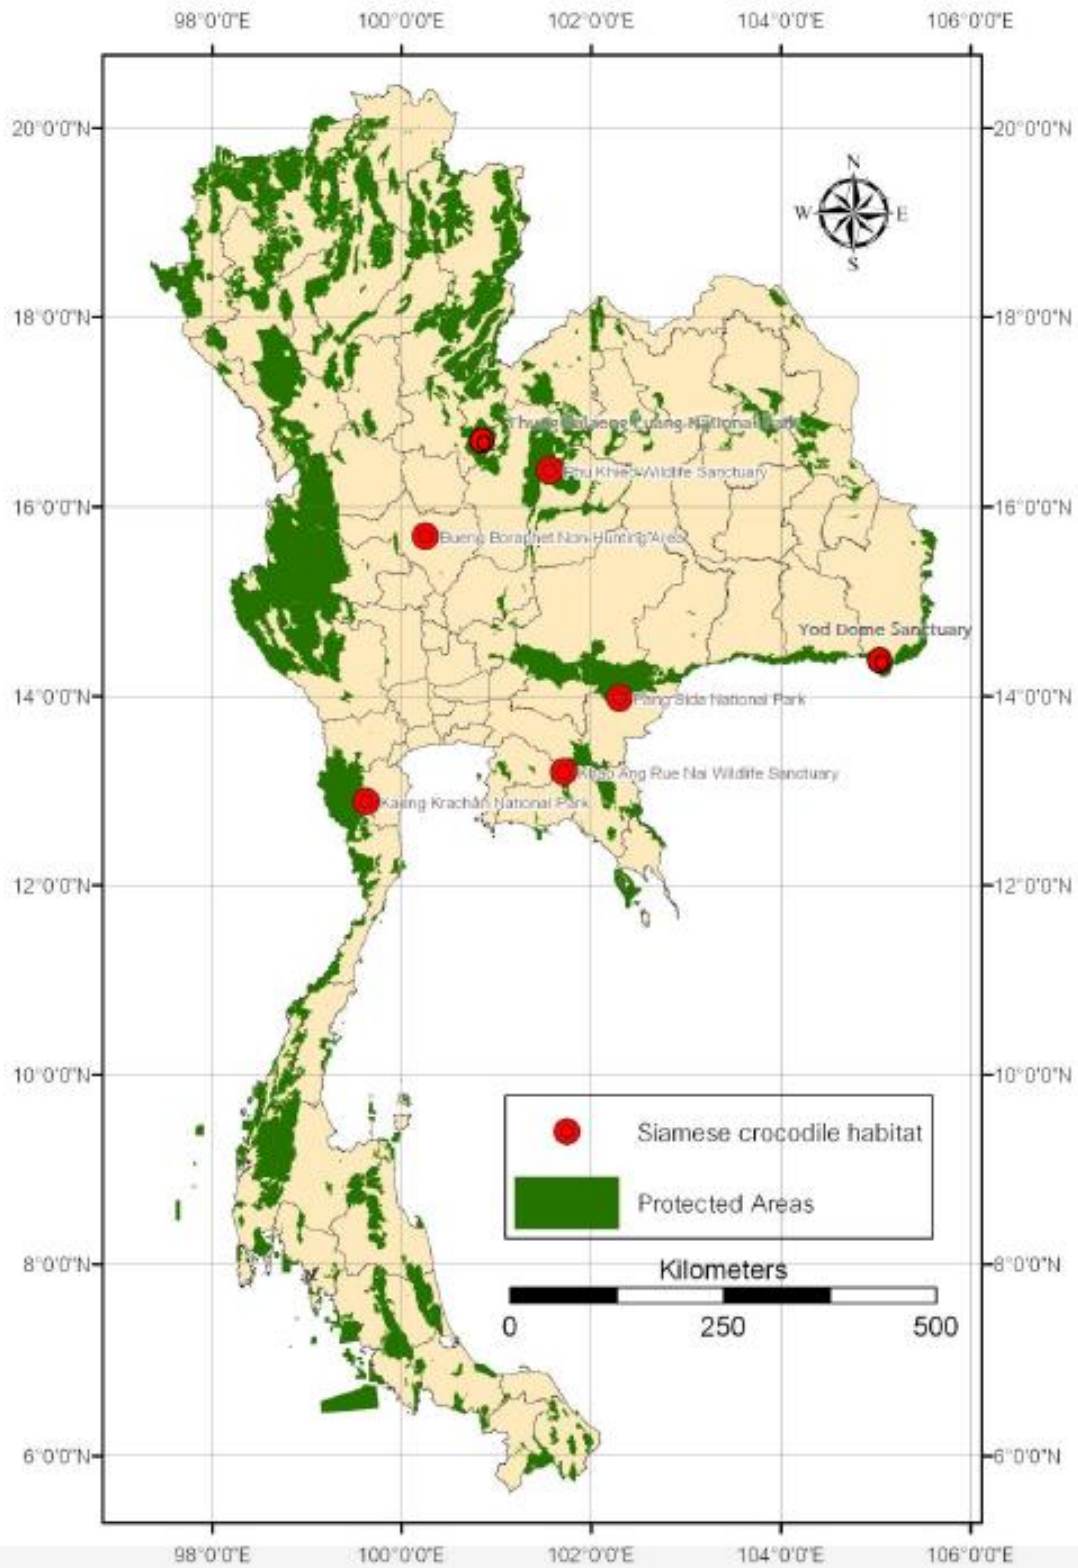 98°0'0"E 100°0'0"E 102°0'0"E 104°0'0"E 106°0'0"E
20°0'0"N 20°0'0"N
N
W E
S
18°0'0"N 18°0'0"N
Thung Salaeng Luang National Park
Phu Khieo Wildlife Sanctuary
16°0'0"N 16°0'0"N
Bueng Boraphet Non-Hunting Area
Yod Dome Sanctuary
14°0'0"N 14°0'0"N
Pang Sida National Park
Khao Ang Rue Nai Wildlife Sanctuary
Kaeng Krachan National Park
12°0'0"N 12°0'0"N
10°0'0"N 10°0'0"N
Siamese crocodile habitat
Protected Areas
8°0'0"N 8°0'0"N
Kilometers
0 250 500
6°0'0"N 6°0'0"N
98°0'0"E 100°0'0"E 102°0'0"E 104°0'0"E 106°0'0"E